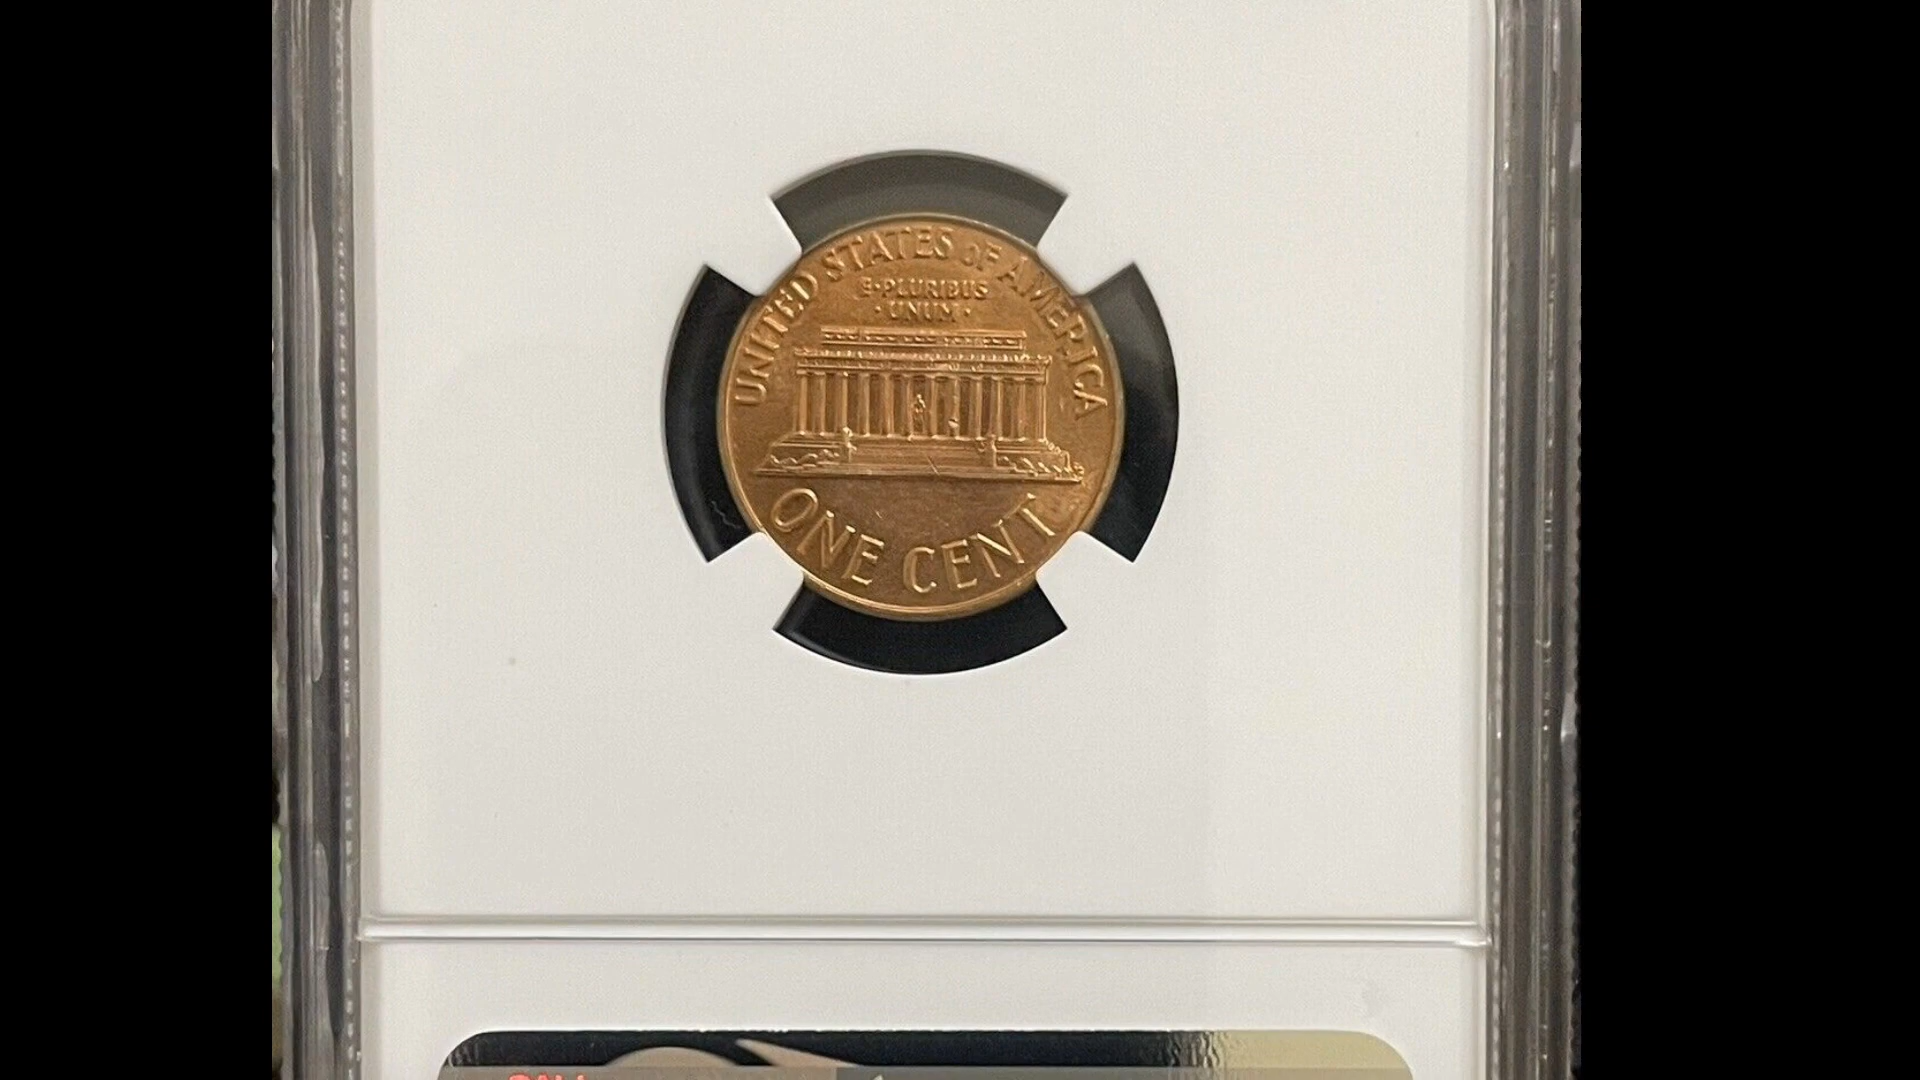 UNITED STATES OF AMERICA
E·PLURIBUS
·UNUM·
ONE CENT